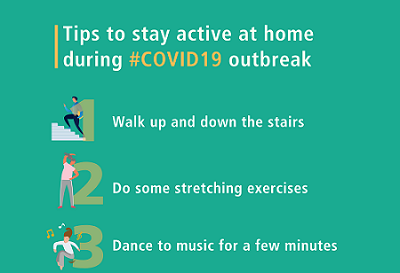 Tips to stay active at home
during #COVID19 outbreak
1
Walk up and down the stairs
2
Do some stretching exercises
3
Dance to music for a few minutes